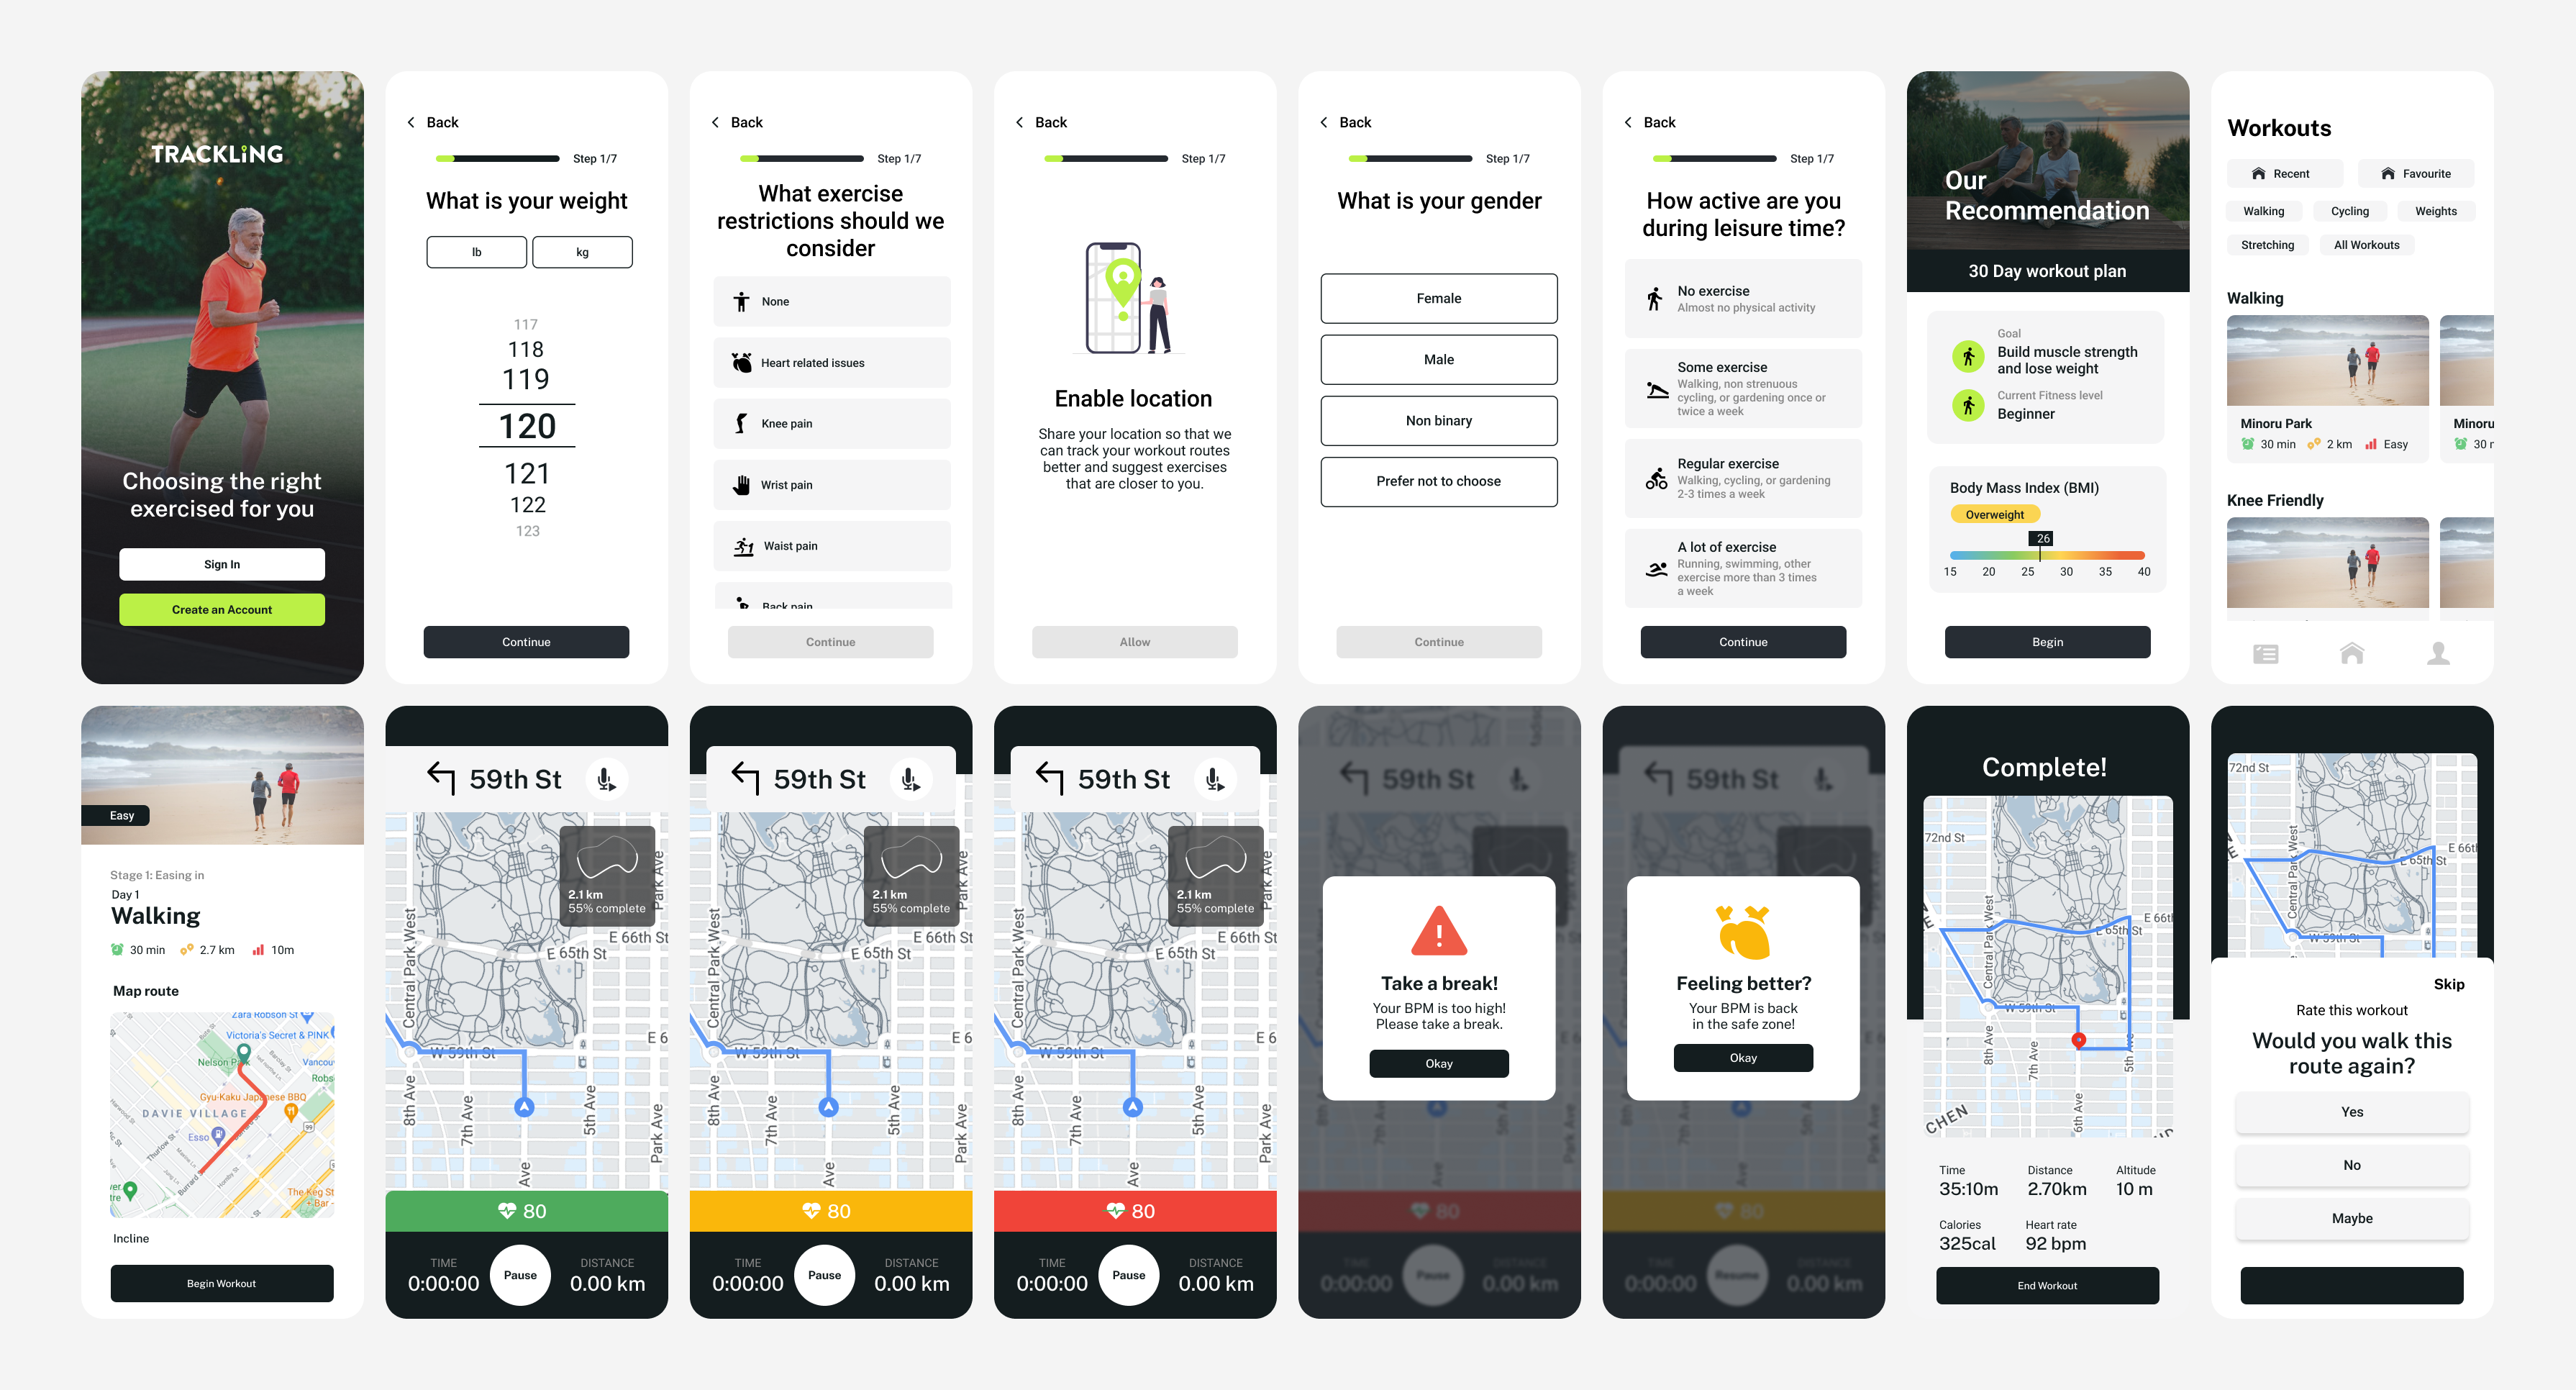 TRACKLiNG
Choosing the right
exercised for you
Sign In
Create an Account
Back
Step 1/7
What is your weight
lb
kg
117
118
119
120
121
122
123
Continue
Back
Step 1/7
What exercise
restrictions should we
consider
None
Heart related issues
Knee pain
Wrist pain
Waist pain
Back pain
Continue
Back
Step 1/7
Enable location
Share your location so that we
can track your workout routes
better and suggest exercises
that are closer to you.
Allow
Back
Step 1/7
What is your gender
Female
Male
Non binary
Prefer not to choose
Continue
Back
Step 1/7
How active are you
during leisure time?
No exercise
Almost no physical activity
Some exercise
Walking, non strenuous
cycling, or gardening once or
twice a week
Regular exercise
Walking, cycling, or gardening
2-3 times a week
A lot of exercise
Running, swimming, other
exercise more than 3 times
a week
Continue
Our
Recommendation
30 Day workout plan
Goal
Build muscle strength
and lose weight
Current Fitness level
Beginner
Body Mass Index (BMI)
Overweight
26
15 20 25 30 35 40
Begin
Workouts
Recent
Favourite
Walking
Cycling
Weights
Stretching
All Workouts
Walking
Minoru Park
30 min 2 km Easy
Minoru
30
Knee Friendly
Easy
Stage 1: Easing in
Day 1
Walking
30 min 2.7 km 10m
Map route
Zara Robson St
Victoria's Secret & PINK
Nelson Park
Vancou
Robs
Gyu-Kaku Japanese BBQ
DAVIE VILLAGE
Esso
99
Thurlow St
Burrard St
Hornby St
The Keg St
Bar
Incline
Begin Workout
59th St
2.1 km
55% complete
Park Ave
Central Park West
E 66th St
E 65th St
E 6
W 59th St
8th Ave
7th Ave
Ave
5th Ave
Park Ave
80
TIME
0:00:00
Pause
DISTANCE
0.00 km
59th St
2.1 km
55% complete
Park Ave
Central Park West
E 66th St
E 65th St
E 6
W 59th St
8th Ave
7th Ave
Ave
5th Ave
Park Ave
80
TIME
0:00:00
Pause
DISTANCE
0.00 km
59th St
2.1 km
55% complete
Park Ave
Central Park West
E 66th St
E 65th St
E 6
W 59th St
8th Ave
7th Ave
Ave
5th Ave
Park Ave
80
TIME
0:00:00
Pause
DISTANCE
0.00 km
59th St
Take a break!
Your BPM is too high!
Please take a break.
Okay
80
TIME
0:00:00
Pause
DISTANCE
0.00 km
59th St
Feeling better?
Your BPM is back
in the safe zone!
Okay
80
TIME
0:00:00
Resume
DISTANCE
0.00 km
Complete!
72nd St
Central Park West
E 66t
E 65th St
W 59th St
8th Ave
7th Ave
6th Ave
5th Ave
CHEN
Time
35:10m
Distance
2.70km
Altitude
10 m
Calories
325cal
Heart rate
92 bpm
End Workout
72nd St
Central Park West
E 66t
E 65th St
W 59th St
Skip
Rate this workout
Would you walk this
route again?
Yes
No
Maybe